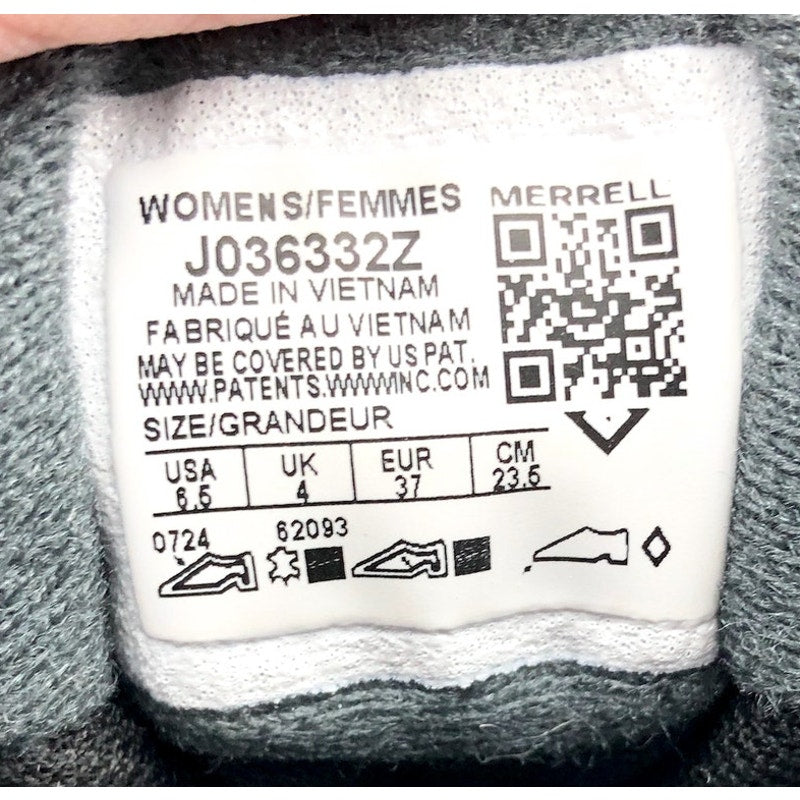 WOMENS/FEMMES
MERRELL
J036332Z
MADE IN VIETNAM
FABRIQUÉ AU VIETNAM
MAY BE COVERED BY US PAT.
WWW.PATENTS.WWWINC.COM
SIZE/GRANDEUR
USA UK EUR CM
6.5 4 37 23.5
0724 62093